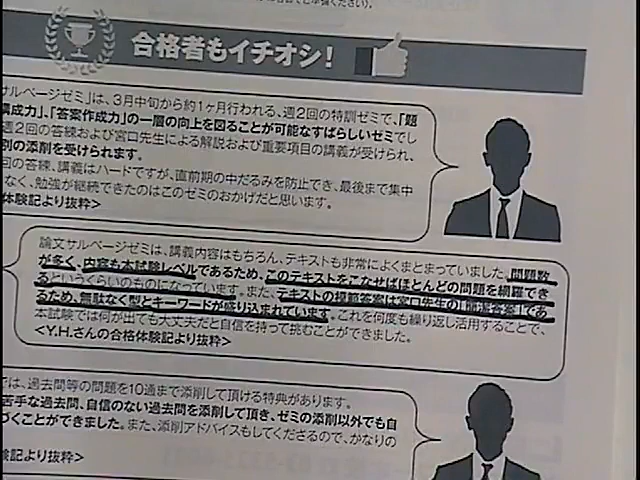 合格者もイチオシ!
サルベージゼミ」は、3月中旬から約1ヶ月行われる、週2回の特訓ゼミで、「題
構成力」、「答案作成力」の一層の向上を図ることが可能なすばらしいゼミでし
週2回の答練および宮口先生による解説および重要項目の講義が受けられ、
別の添削を受けられます。
回の答練、講義はハードですが、直前期の中だるみを防止でき、最後まで集中
なく、勉強が継続できたのはこのゼミのおかげだと思います。
体験記より抜粋>
論文サルベージゼミは、講義内容はもちろん、テキストも非常によくまとまっていました。問題数
が多く、内容も本試験レベルであるため、このテキストをこなせばほとんどの問題を網羅でき
るというくらいのものになっています。また、テキストの模範答案は宮口先生の「」であ
るため、無駄なく型とキーワードが盛り込まれています。これを何度も繰り返し活用することで、
本試験では何が出ても大丈夫だと自信を持って挑むことができました。
<Y.H.さんの合格体験記より抜粋>
では、過去問等の問題を10通まで添削して頂ける特典があります。
苦手な過去問、自信のない過去問を添削して頂き、ゼミの添削以外でも自
づくことができました。また、添削アドバイスもしてくださるので、かなりの
験記より抜粋>